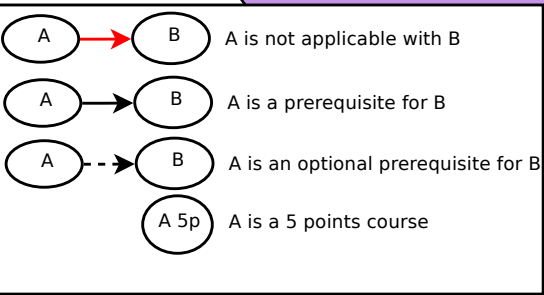 A B A is not applicable with B
A B A is a prerequisite for B
A B A is an optional prerequisite for B
A 5p A is a 5 points course